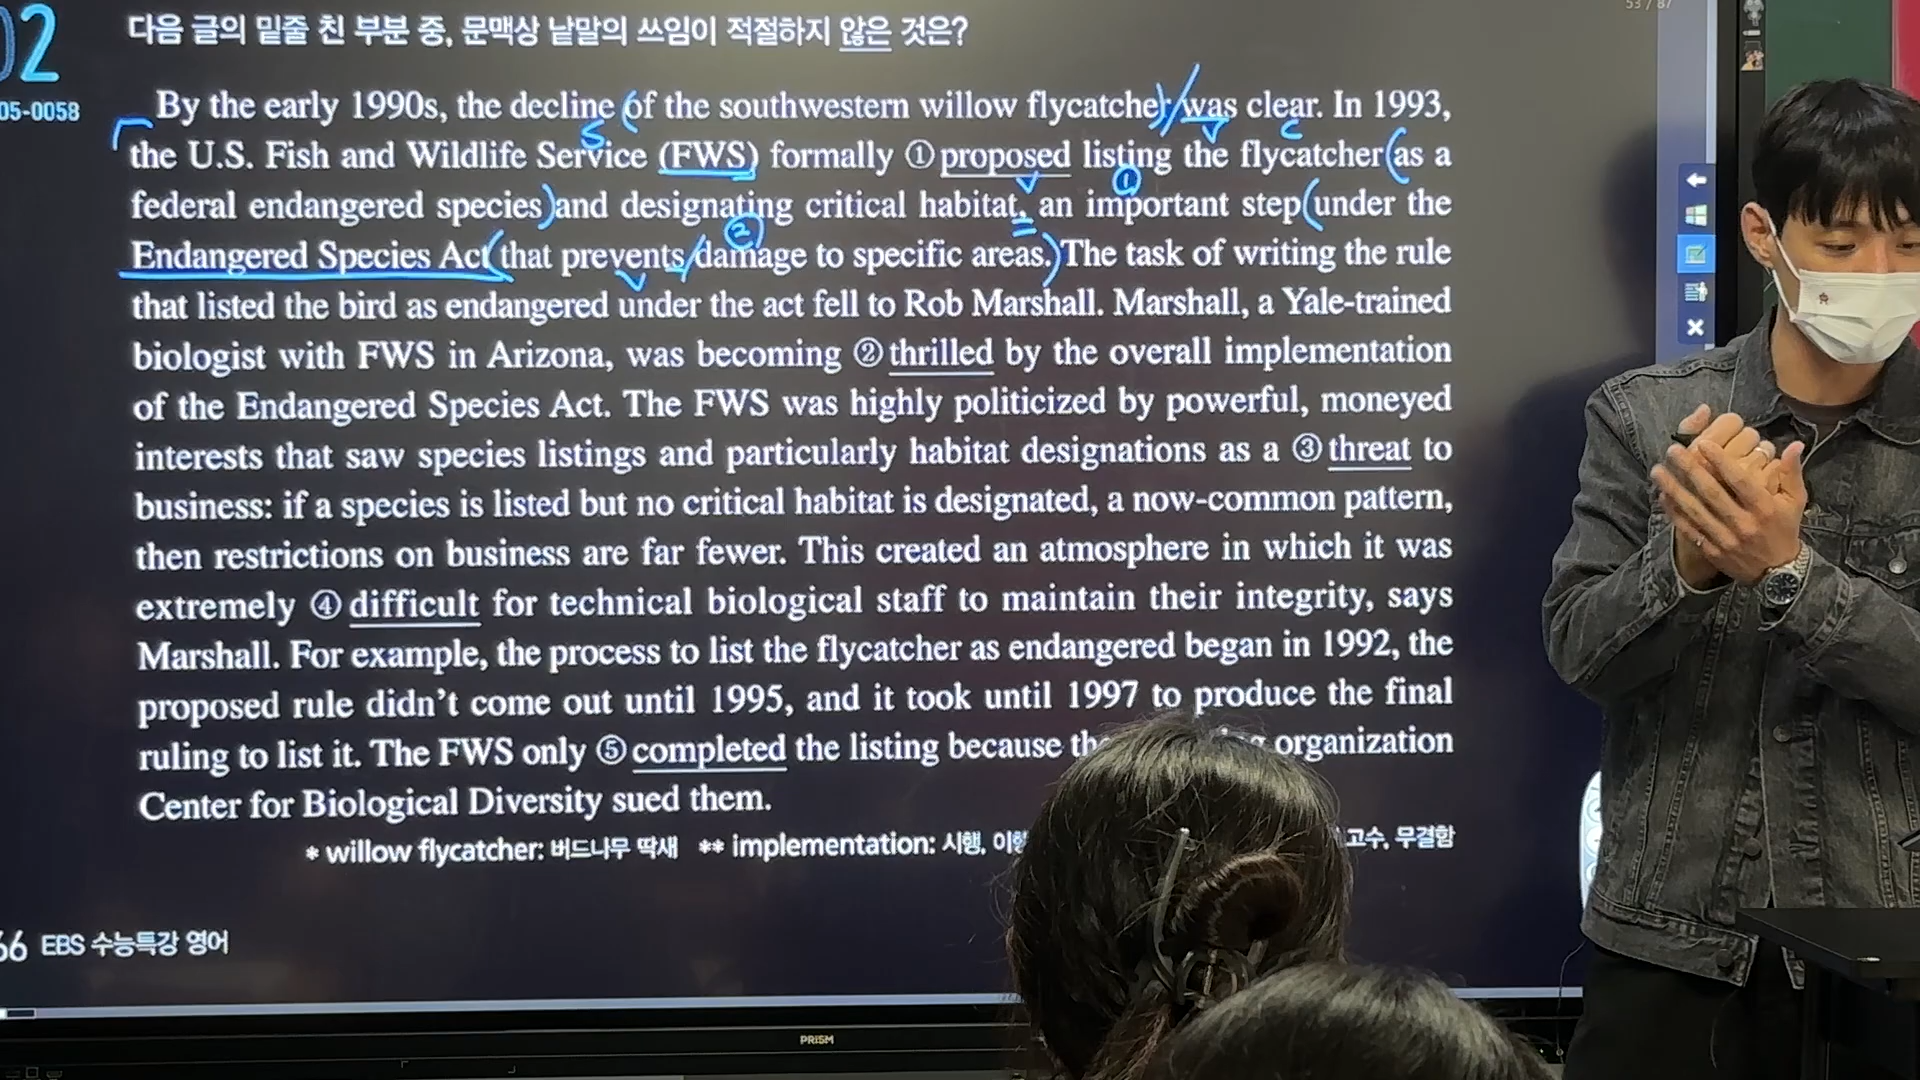 53 / 87
02
05-0058
다음 글의 밑줄 친 부분 중, 문맥상 낱말의 쓰임이 적절하지 않은 것은?
By the early 1990s, the decline of the southwestern willow flycatcher was clear. In 1993,
S V C
the U.S. Fish and Wildlife Service (FWS) formally ① proposed listing the flycatcher as a
V ①
federal endangered species and designating critical habitat, an important step under the
②
Endangered Species Act that prevents damage to specific areas. The task of writing the rule
V
that listed the bird as endangered under the act fell to Rob Marshall. Marshall, a Yale-trained
biologist with FWS in Arizona, was becoming ② thrilled by the overall implementation
of the Endangered Species Act. The FWS was highly politicized by powerful, moneyed
interests that saw species listings and particularly habitat designations as a ③ threat to
business: if a species is listed but no critical habitat is designated, a now-common pattern,
then restrictions on business are far fewer. This created an atmosphere in which it was
extremely ④ difficult for technical biological staff to maintain their integrity, says
Marshall. For example, the process to list the flycatcher as endangered began in 1992, the
proposed rule didn't come out until 1995, and it took until 1997 to produce the final
ruling to list it. The FWS only ⑤ completed the listing because organization
Center for Biological Diversity sued them.
* willow flycatcher: 버드나무 딱새 ** implementation: 시행, 고수, 무결함
66 EBS 수능특강 영어
PRISM